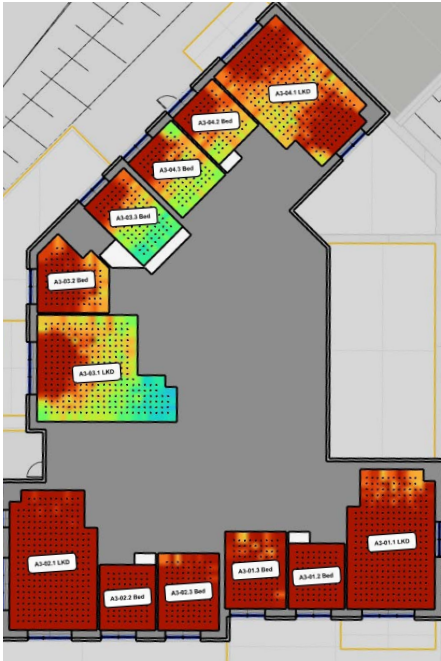 A3-04.1 LKD
A3-04.2 Bed
A3-04.3 Bed
A3-03.3 Bed
A3-03.2 Bed
A3-03.1 LKD
A3-02.1 LKD
A3-02.2 Bed
A3-02.3 Bed
A3-01.3 Bed
A3-01.2 Bed
A3-01.1 LKD